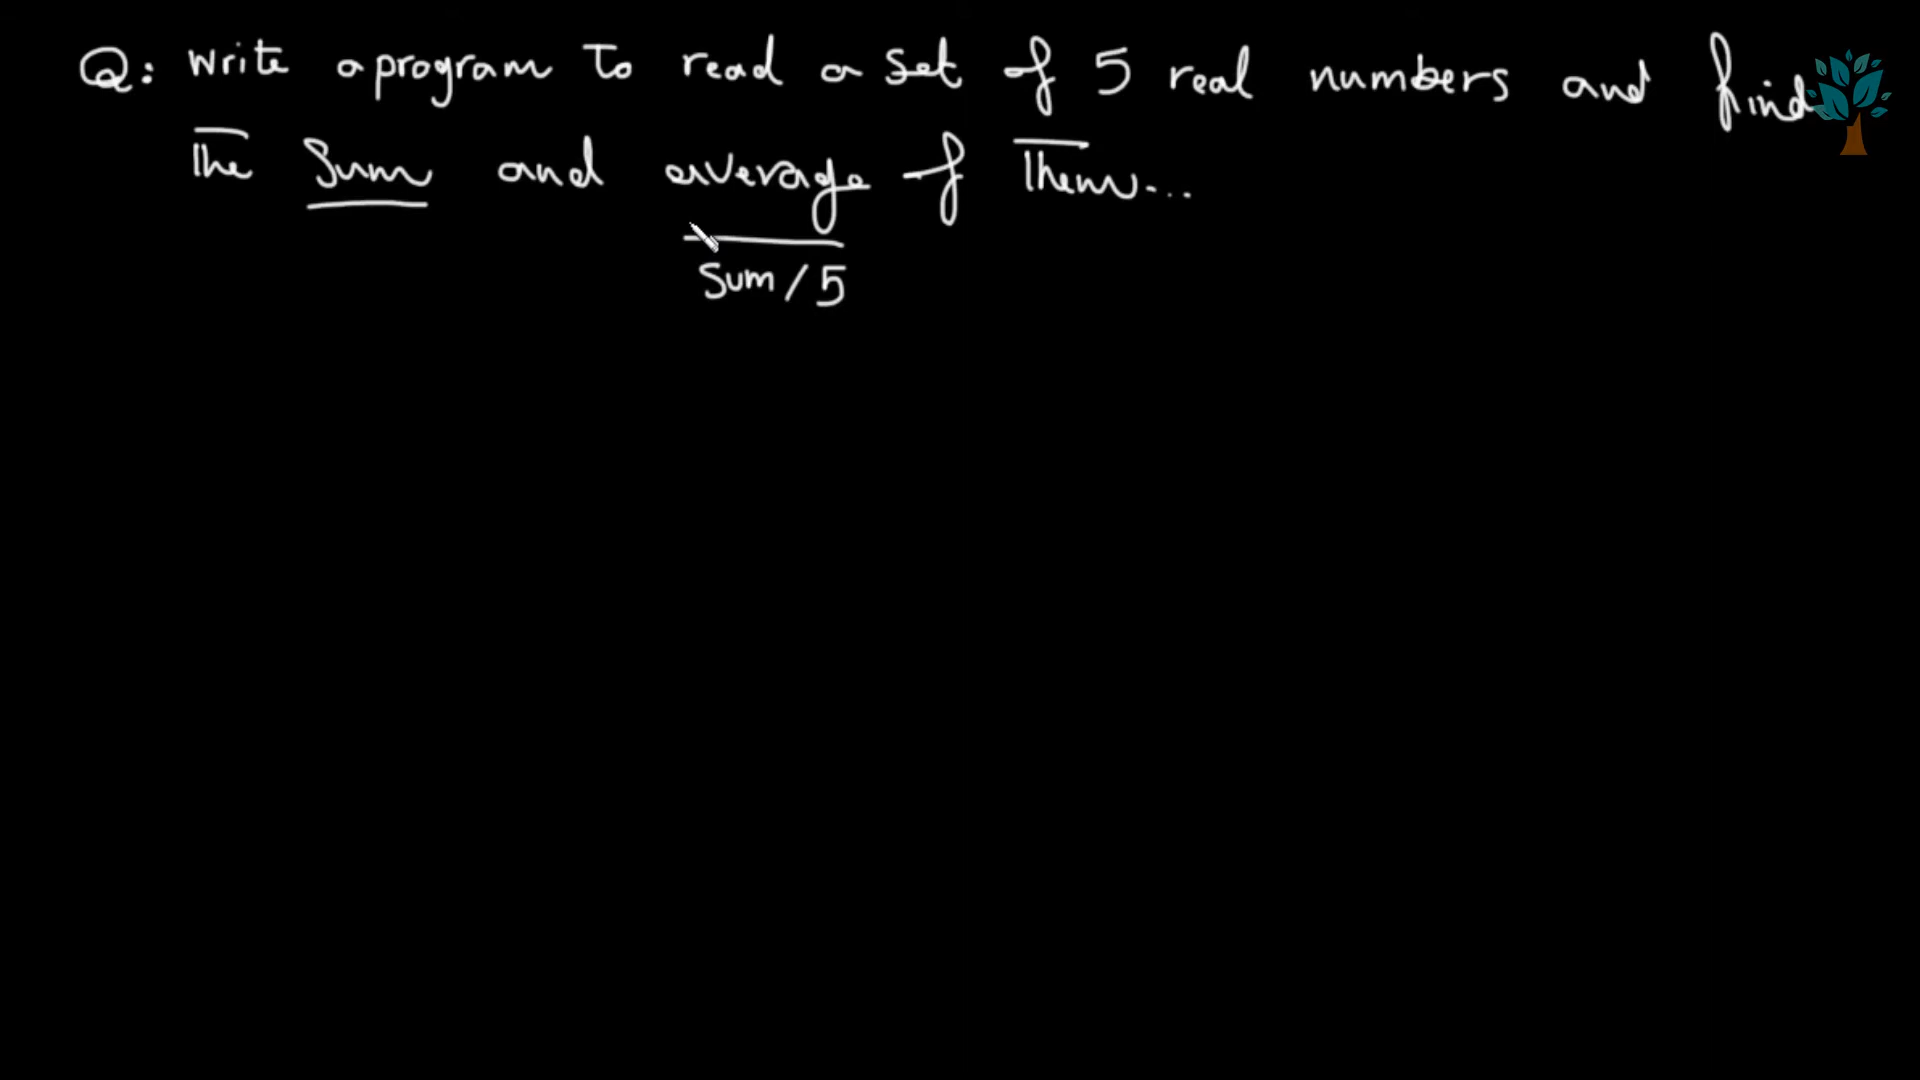 Q: Write a program to read a set of 5 real numbers and find
The Sum and average of Them...
Sum / 5